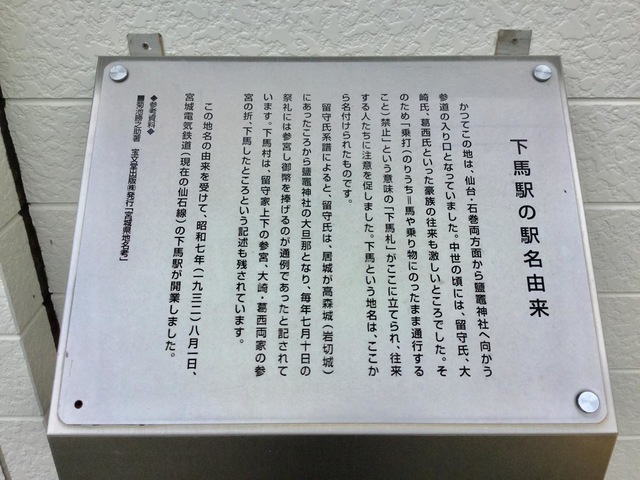 下馬駅の駅名由来
かつてこの地は、仙台・石巻両方面から鹽竈神社へ向かう
参道の入り口となっていました。中世の頃には、留守氏、大
崎氏、葛西氏といった豪族の往来も激しいところでした。そ
のため「乗打（のりうち＝馬や乗り物にのったまま通行する
こと）禁止」という意味の「下馬札」がここに立てられ、往来
する人たちに注意を促しました。下馬という地名は、ここか
ら名付けられたものです。
留守氏系譜によると、留守氏は、居城が高森城（岩切城）
にあったころから鹽竈神社の大旦那となり、毎年七月十日の
祭礼には参宮し御幣を捧げるのが通例であったと記されて
います。下馬村は、留守家上下の参宮、大崎・葛西両家の参
宮の折、下馬したところという記述も残されています。
この地名の由来を受けて、昭和七年（一九三二）八月一日、
宮城電気鉄道（現在の仙石線）の下馬駅が開業しました。
◆参考資料◆
■菊池勝之助著 宝文堂出版㈱発行「宮城県地名考」